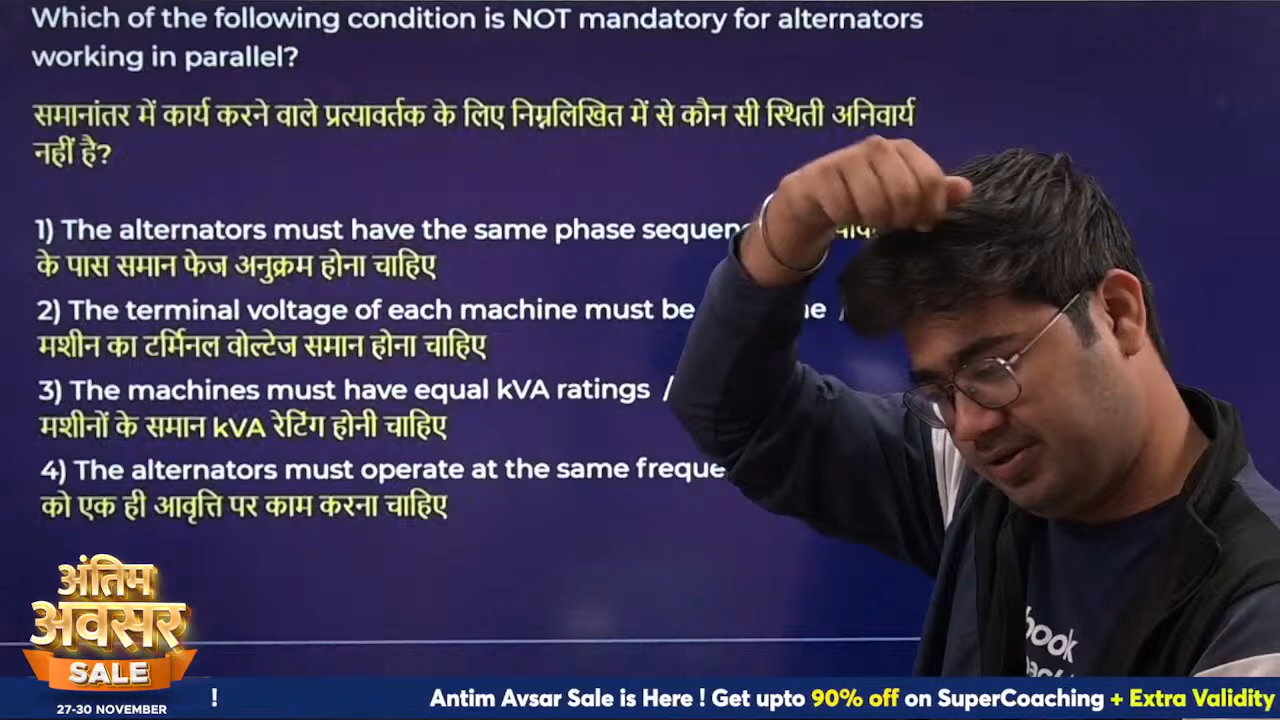 Which of the following condition is NOT mandatory for alternators
working in parallel?
समानांतर में कार्य करने वाले प्रत्यावर्तक के लिए निम्नलिखित में से कौन सी स्थिती अनिवार्य
नहीं है?
1) The alternators must have the same phase
के पास समान फेज अनुक्रम होना चाहिए
2) The terminal voltage of each machine must be /
मशीन का टर्मिनल वोल्टेज समान होना चाहिए
3) The machines must have equal kVA ratings /
मशीनों के समान kVA रेटिंग होनी चाहिए
4) The alternators must operate at the same
को एक ही आवृत्ति पर काम करना चाहिए
book
अंतिम
अवसर
SALE
27-30 NOVEMBER
! Antim Avsar Sale is Here ! Get upto 90% off on SuperCoaching + Extra Validity